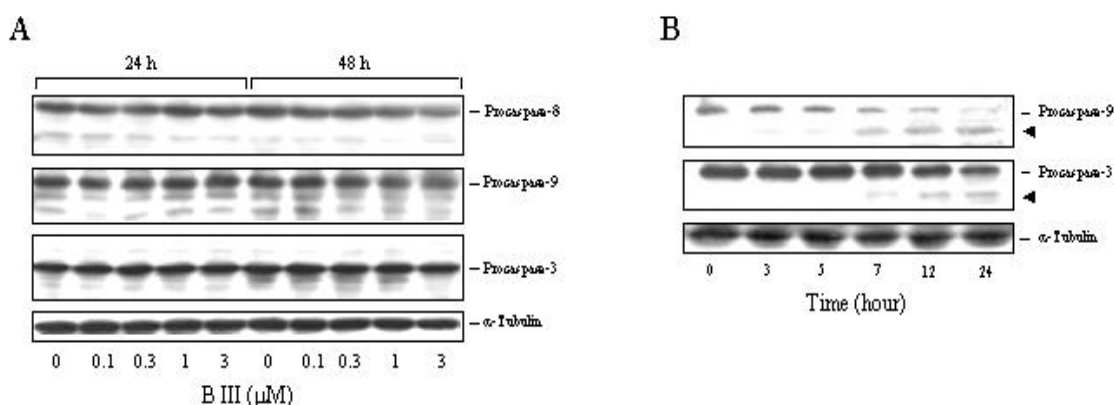 A
B
24 h 48 h
Procaspase-8
Procaspase-9
Procaspase-3
α-Tubulin
0 0.1 0.3 1 3 0 0.1 0.3 1 3
B III (μM)
Procaspase-9
Procaspase-3
α-Tubulin
0 3 5 7 12 24
Time (hour)